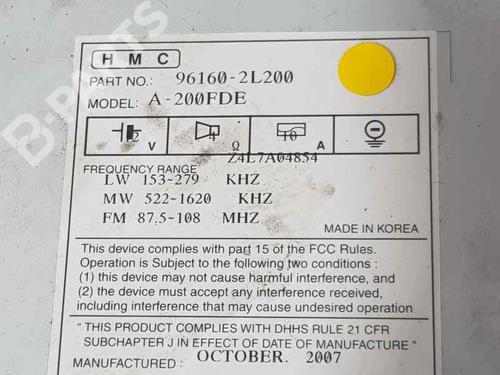 H M C
PART NO.: 96160-2L200
MODEL: A-200FDE
2 V 4 Ω 10 A
Z4L7A04854
FREQUENCY RANGE
LW 153~279 KHZ
MW 522~1620 KHZ
FM 87.5~108 MHZ
MADE IN KOREA
This device complies with part 15 of the FCC Rules.
Operation is Subject to the following two conditions :
(1) this device may not cause harmful interference, and
(2) the device must accept any interference received,
including interference that may cause undesired operation
" THIS PRODUCT COMPLIES WITH DHHS RULE 21 CFR
SUBCHAPTER J IN EFFECT OF DATE OF MANUFACTURE "
MANUFACTURED : OCTOBER. 2007
B-PARTS